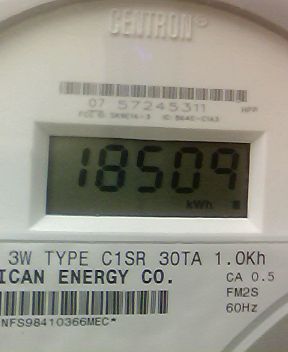 CENTRON®
07 57245311
HPP
18509
kWh
3W TYPE C1SR 30TA 1.0Kh
ICAN ENERGY CO.
CA 0.5
FM2S
60Hz
NFS98410366MEC*